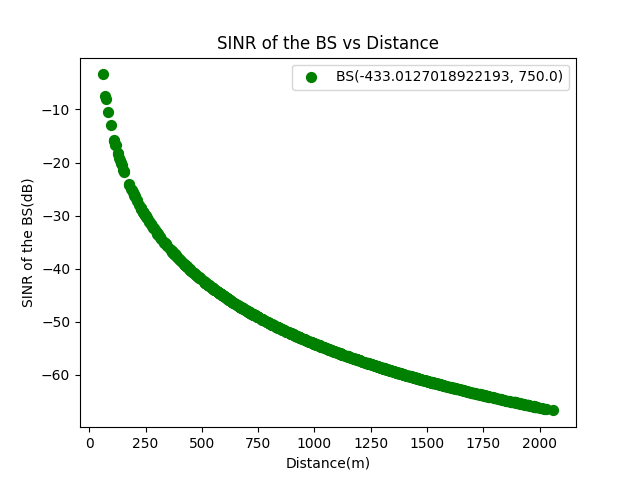 SINR of the BS vs Distance
BS(-433.0127018922193, 750.0)
SINR of the BS(dB)
−10
−20
−30
−40
−50
−60
0 250 500 750 1000 1250 1500 1750 2000
Distance(m)